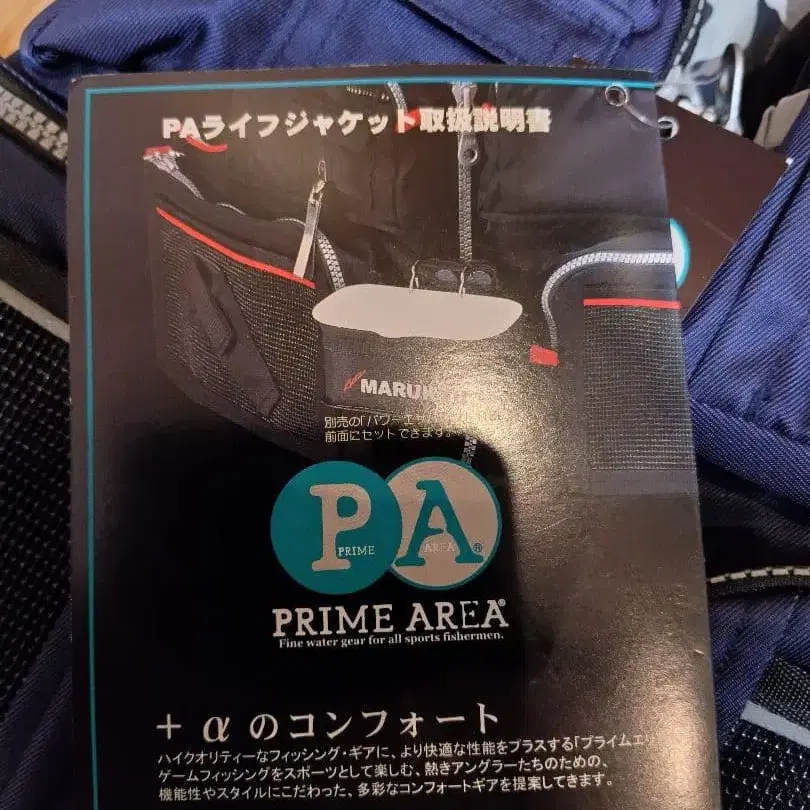 PAライフジャケット取扱説明書
MARUK
別売の「パワーエサ
前面にセットできます。
P A
PRIME AREA®
PRIME AREA®
Fine water gear for all sports fishermen.
+ α のコンフォート
ハイクオリティーなフィッシング・ギアに、より快適な性能をプラスする「プライムエリ
ゲームフィッシングをスポーツとして楽しむ、熱きアングラーたちのための、
機能性やスタイルにこだわった、多彩なコンフォートギアを提案してきます。